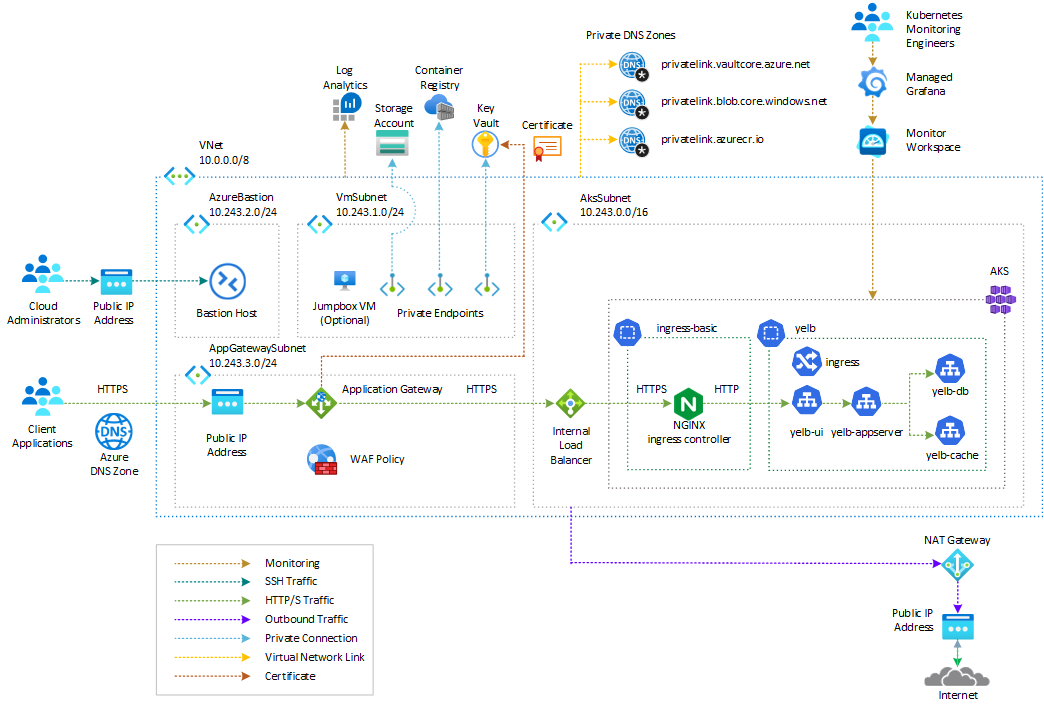 Kubernetes
Monitoring
Engineers
Private DNS Zones
privatelink.vaultcore.azure.net
privatelink.blob.core.windows.net
privatelink.azurecr.io
Managed
Grafana
Monitor
Workspace
Log
Analytics
Container
Registry
Storage
Account
Key
Vault
Certificate
VNet
10.0.0.0/8
AzureBastion
10.243.2.0/24
VmSubnet
10.243.1.0/24
AksSubnet
10.243.0.0/16
AKS
Cloud
Administrators
Public IP
Address
Bastion Host
Jumpbox VM
(Optional)
Private Endpoints
ingress-basic
yelb
ingress
AppGatewaySubnet
10.243.3.0/24
HTTPS
Application Gateway
HTTPS
HTTPS
HTTP
Client
Applications
DNS
Azure
DNS Zone
Public IP
Address
WAF Policy
Internal
Load
Balancer
N
NGINX
ingress controller
yelb-ui
yelb-appserver
yelb-db
yelb-cache
DNS
DNS
DNS
NAT Gateway
Public IP
Address
Internet
Monitoring
SSH Traffic
HTTP/S Traffic
Outbound Traffic
Private Connection
Virtual Network Link
Certificate